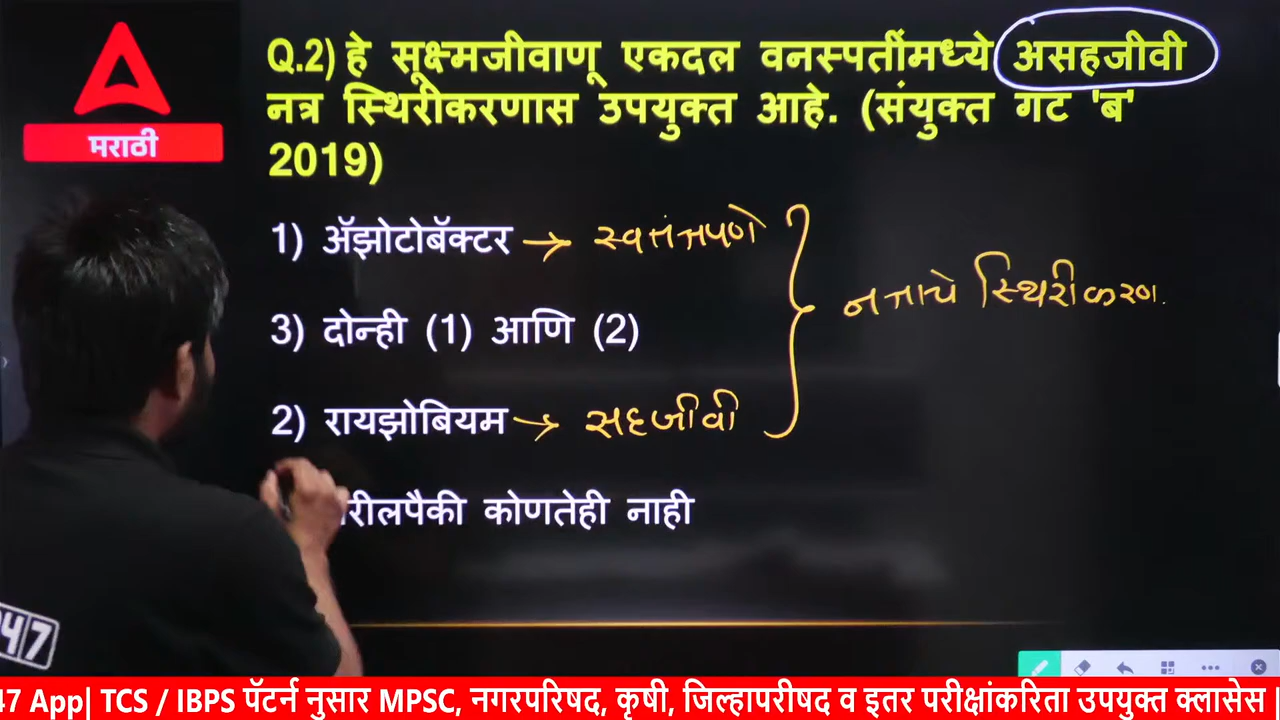 मराठी
Q.2) हे सूक्ष्मजीवाणू एकदल वनस्पतींमध्ये असहजीवी
नत्र स्थिरीकरणास उपयुक्त आहे. (संयुक्त गट 'ब'
2019)
1) ॲझोटोबॅक्टर → स्वतंत्रपणे
नत्राचे स्थिरीकरण.
3) दोन्ही (1) आणि (2)
2) रायझोबियम → सहजीवी
रीलपैकी कोणतेही नाही
47
47 App| TCS / IBPS पॅटर्न नुसार MPSC, नगरपरिषद, कृषी, जिल्हापरीषद व इतर परीक्षांकरिता उपयुक्त क्लासेस |